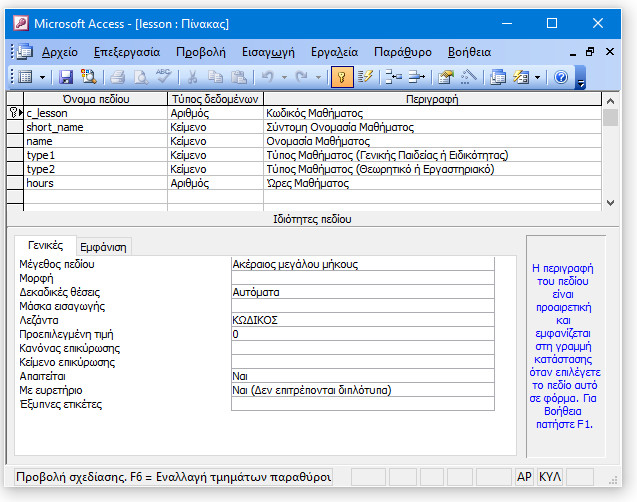 Microsoft Access - [lesson : Πίνακας]
Αρχείο Επεξεργασία Προβολή Εισαγωγή Εργαλεία Παράθυρο Βοήθεια
Όνομα πεδίου Τύπος δεδομένων Περιγραφή
c_lesson Αριθμός Κωδικός Μαθήματος
short_name Κείμενο Σύντομη Ονομασία Μαθήματος
name Κείμενο Ονομασία Μαθήματος
type1 Κείμενο Τύπος Μαθήματος (Γενικής Παιδείας ή Ειδικότητας)
type2 Κείμενο Τύπος Μαθήματος (Θεωρητικό ή Εργαστηριακό)
hours Αριθμός Ώρες Μαθήματος
Ιδιότητες πεδίου
Γενικές Εμφάνιση
Μέγεθος πεδίου Ακέραιος μεγάλου μήκους
Μορφή
Δεκαδικές θέσεις Αυτόματα
Μάσκα εισαγωγής
Λεζάντα ΚΩΔΙΚΟΣ
Προεπιλεγμένη τιμή 0
Κανόνας επικύρωσης
Κείμενο επικύρωσης
Απαιτείται Ναι
Με ευρετήριο Ναι (Δεν επιτρέπονται διπλότυπα)
Έξυπνες ετικέτες
Η περιγραφή
του πεδίου
είναι
προαιρετική
και
εμφανίζεται
στη γραμμή
κατάστασης
όταν επιλέγετε
το πεδίο αυτό
σε φόρμα. Για
Βοήθεια
πατήστε F1.
Προβολή σχεδίασης. F6 = Εναλλαγή τμημάτων παραθύρου ΑΡ ΚΥΛ